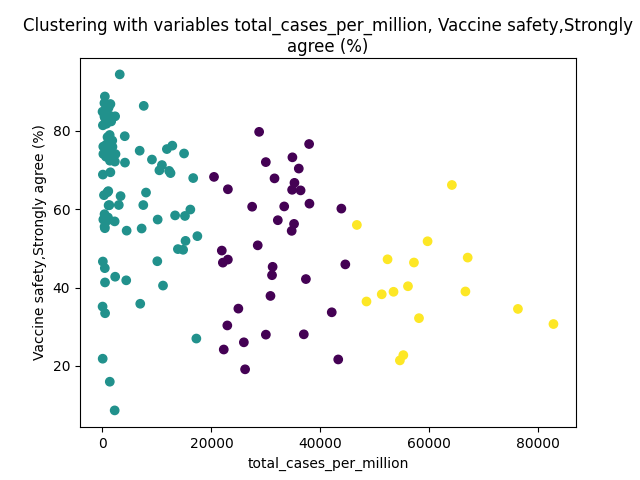 Clustering with variables total_cases_per_million, Vaccine safety,Strongly
agree (%)
Vaccine safety,Strongly agree (%)
80
60
40
20
0
20000
40000
60000
80000
total_cases_per_million